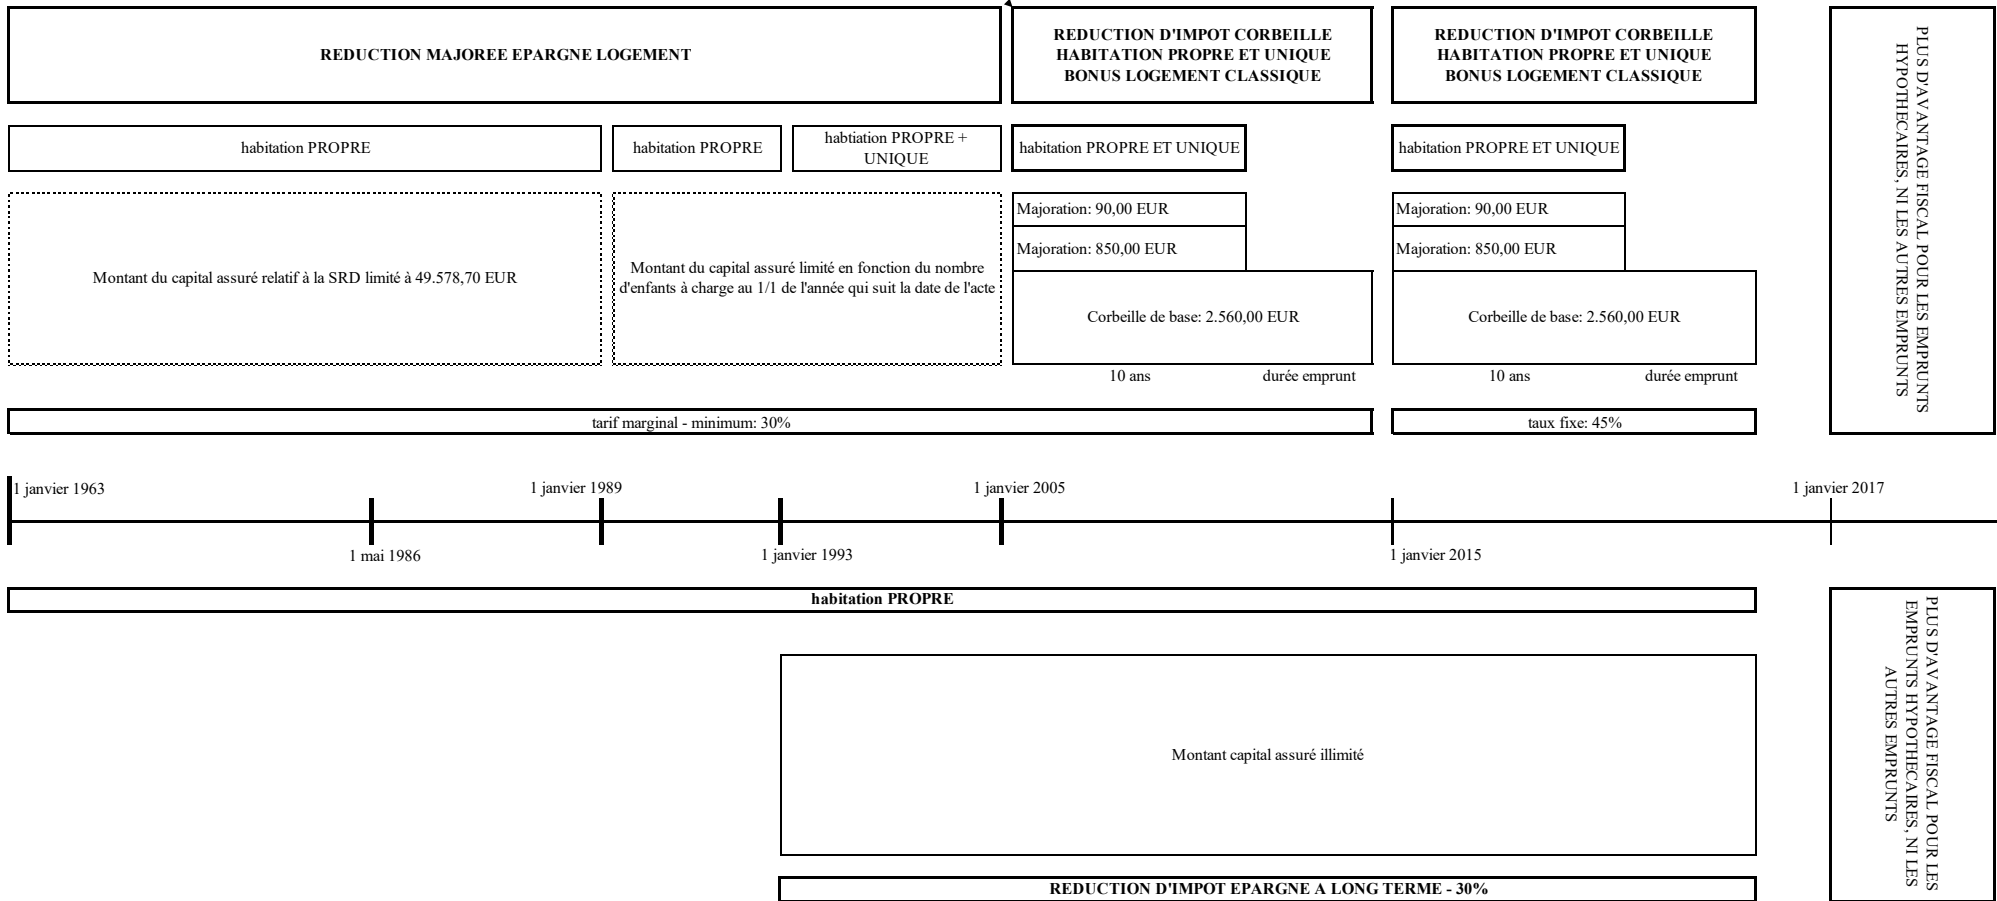 REDUCTION MAJOREE EPARGNE LOGEMENT
REDUCTION D'IMPOT CORBEILLE
HABITATION PROPRE ET UNIQUE
BONUS LOGEMENT CLASSIQUE
REDUCTION D'IMPOT CORBEILLE
HABITATION PROPRE ET UNIQUE
BONUS LOGEMENT CLASSIQUE
PLUS D'AVANTAGE FISCAL POUR LES EMPRUNTS
HYPOTHECAIRES, NI LES AUTRES EMPRUNTS
habitation PROPRE
habitation PROPRE
habtiation PROPRE +
UNIQUE
habitation PROPRE ET UNIQUE
habitation PROPRE ET UNIQUE
Montant du capital assuré relatif à la SRD limité à 49.578,70 EUR
Montant du capital assuré limité en fonction du nombre
d'enfants à charge au 1/1 de l'année qui suit la date de l'acte
Majoration: 90,00 EUR
Majoration: 850,00 EUR
Corbeille de base: 2.560,00 EUR
10 ans
durée emprunt
Majoration: 90,00 EUR
Majoration: 850,00 EUR
Corbeille de base: 2.560,00 EUR
10 ans
durée emprunt
tarif marginal - minimum: 30%
taux fixe: 45%
1 janvier 1963
1 janvier 1989
1 janvier 2005
1 janvier 2017
1 mai 1986
1 janvier 1993
1 janvier 2015
habitation PROPRE
Montant capital assuré illimité
REDUCTION D'IMPOT EPARGNE A LONG TERME - 30%
PLUS D'AVANTAGE FISCAL POUR LES
EMPRUNTS HYPOTHECAIRES, NI LES
AUTRES EMPRUNTS